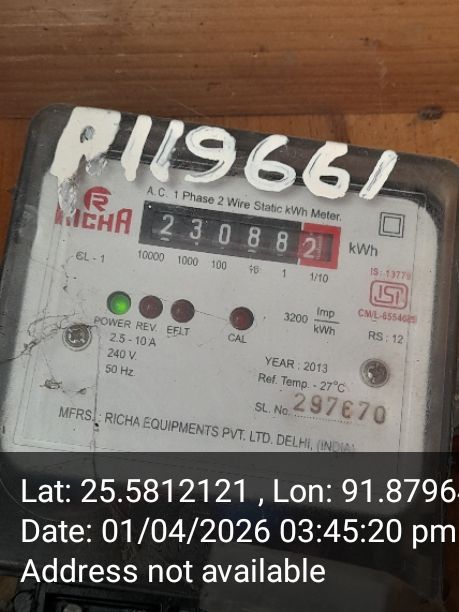 P119661
A.C. 1 Phase 2 Wire Static kWh Meter.
R
RICHA
2 3 0 8 8 2 kWh
CL - 1 10000 1000 100 10 1 1/10
IS : 13779
ISI
POWER REV. EFLT CAL
3200 Imp/kWh
RS : 12
2.5 - 10 A
240 V.
50 Hz.
YEAR : 2013
Ref. Temp. - 27°C
SL. No. 297670
MFRS. : RICHA EQUIPMENTS PVT. LTD. DELHI, (INDIA)
Lat: 25.5812121 , Lon: 91.8796
Date: 01/04/2026 03:45:20 pm
Address not available